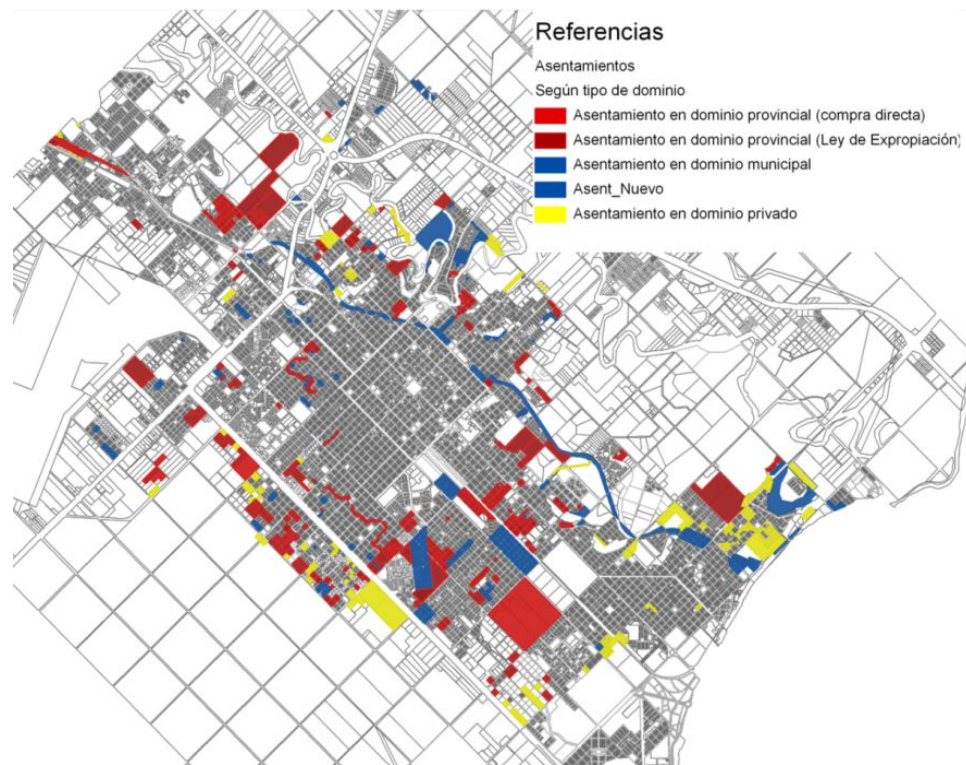 Referencias
Asentamientos
Según tipo de dominio
Asentamiento en dominio provincial (compra directa)
Asentamiento en dominio provincial (Ley de Expropiación)
Asentamiento en dominio municipal
Asent_Nuevo
Asentamiento en dominio privado